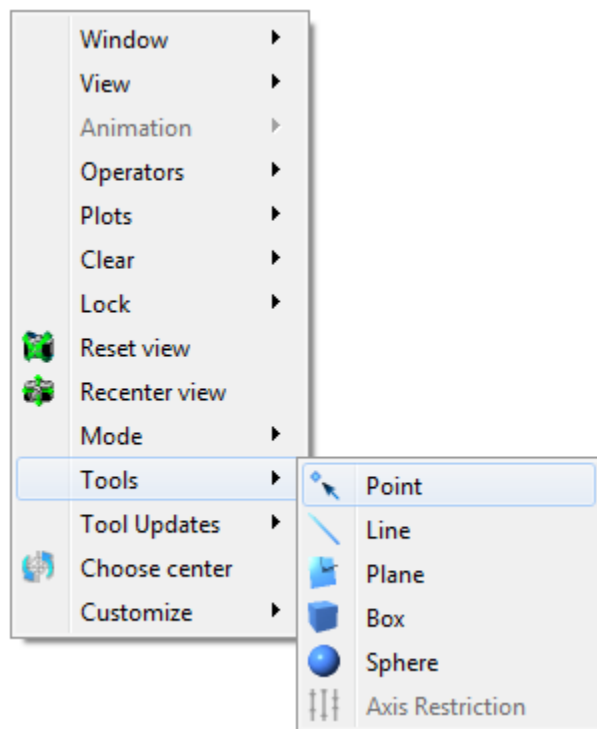 Window
View
Animation
Operators
Plots
Clear
Lock
Reset view
Recenter view
Mode
Tools
Tool Updates
Choose center
Customize
Point
Line
Plane
Box
Sphere
Axis Restriction